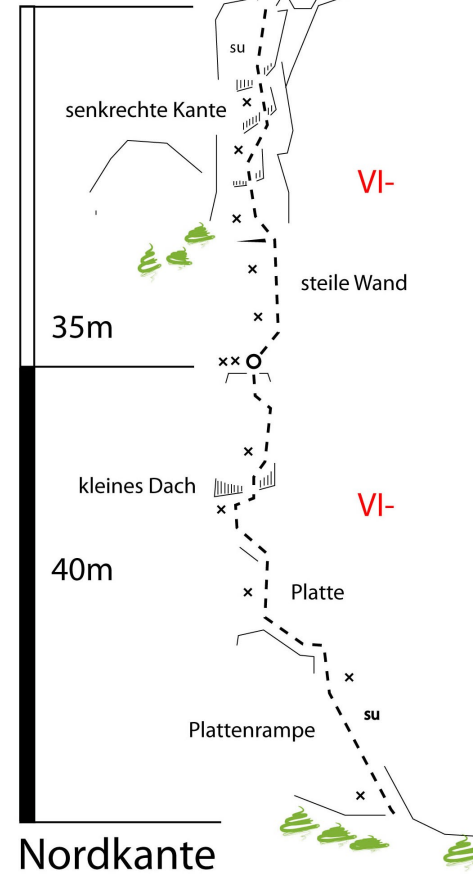 su
senkrechte Kante
VI-
steile Wand
35m
kleines Dach
VI-
40m
Platte
su
Plattenrampe
Nordkante